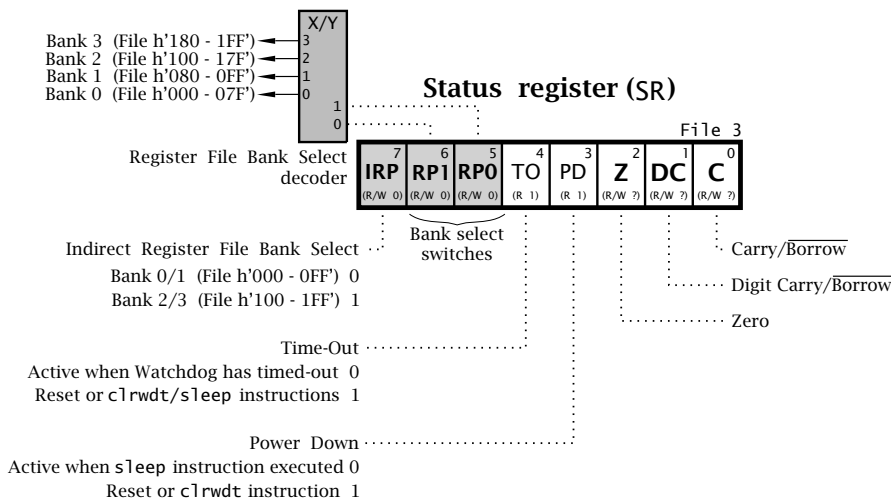 X/Y
Bank 3 (File h'180 - 1FF') 3
Bank 2 (File h'100 - 17F') 2
Bank 1 (File h'080 - 0FF') 1
Bank 0 (File h'000 - 07F') 0
1
0
Status register (SR)
File 3
Register File Bank Select
decoder
7 6 5 4 3 2 1 0
IRP RP1 RP0 TO PD Z DC C
(R/W 0) (R/W 0) (R/W 0) (R 1) (R 1) (R/W ?) (R/W ?) (R/W ?)
Indirect Register File Bank Select
Bank 0/1 (File h'000 - 0FF') 0
Bank 2/3 (File h'100 - 1FF') 1
Bank select
switches
Carry/Borrow
Digit Carry/Borrow
Zero
Time-Out
Active when Watchdog has timed-out 0
Reset or clrwdt/sleep instructions 1
Power Down
Active when sleep instruction executed 0
Reset or clrwdt instruction 1